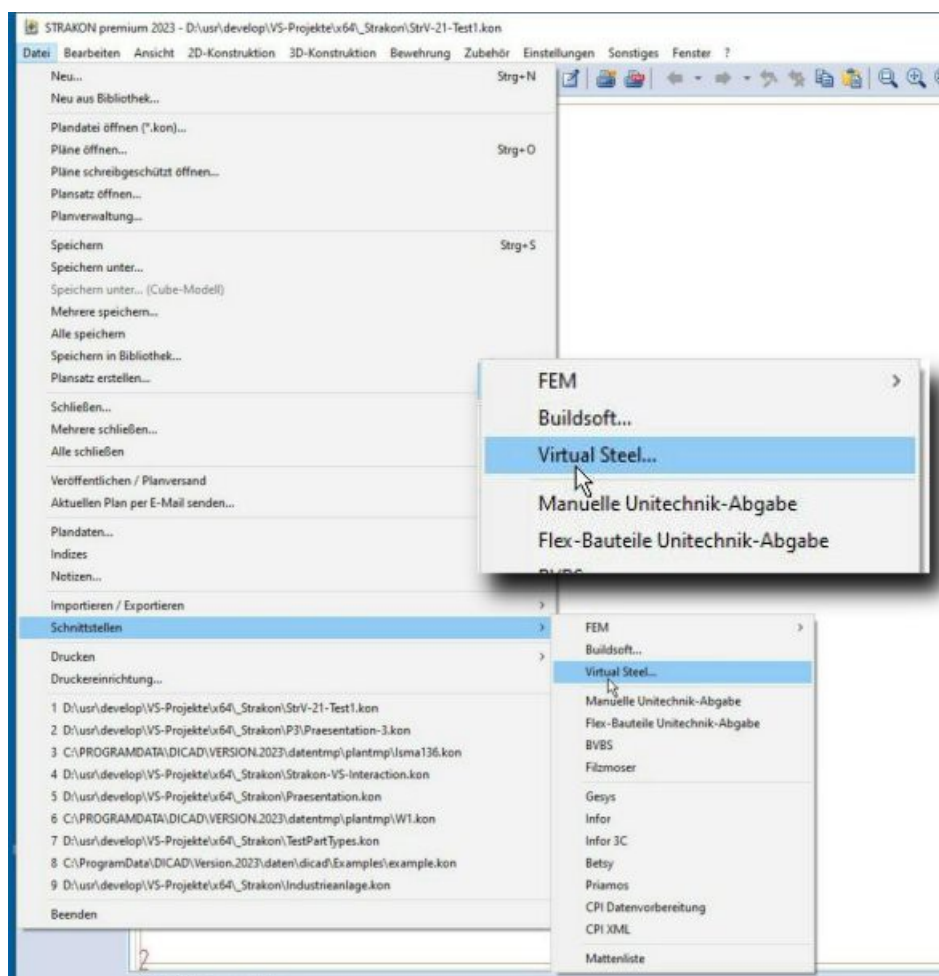 STRAKON premium 2023 - D:\usr\develop\VS-Projekte\x64\_Strakon\StrV-21-Test1.kon
Datei Bearbeiten Ansicht 2D-Konstruktion 3D-Konstruktion Bewehrung Zubehör Einstellungen Sonstiges Fenster ?
Neu... Strg+N
Neu aus Bibliothek...
Plandatei öffnen (*.kon)...
Pläne öffnen... Strg+O
Pläne schreibgeschützt öffnen...
Plansatz öffnen...
Planverwaltung...
Speichern Strg+S
Speichern unter...
Speichern unter... (Cube-Modell)
Mehrere speichern...
Alle speichern
Speichern in Bibliothek...
Plansatz erstellen...
Schließen...
Mehrere schließen...
Alle schließen
Veröffentlichen / Planversand
Aktuellen Plan per E-Mail senden...
Plandaten...
Indizes
Notizen...
Importieren / Exportieren
Schnittstellen
Drucken
Druckereinrichtung...
1 D:\usr\develop\VS-Projekte\x64\_Strakon\StrV-21-Test1.kon
2 D:\usr\develop\VS-Projekte\x64\_Strakon\P3\Praesentation-3.kon
3 C:\PROGRAMDATA\DICAD\VERSION.2023\datentmp\plantmp\Isma136.kon
4 D:\usr\develop\VS-Projekte\x64\_Strakon\Strakon-VS-Interaction.kon
5 D:\usr\develop\VS-Projekte\x64\_Strakon\Praesentation.kon
6 C:\PROGRAMDATA\DICAD\VERSION.2023\datentmp\plantmp\W1.kon
7 D:\usr\develop\VS-Projekte\x64\_Strakon\TestPartTypes.kon
8 C:\ProgramData\DICAD\Version.2023\daten\dicad\Examples\example.kon
9 D:\usr\develop\VS-Projekte\x64\_Strakon\Industrieanlage.kon
Beenden
FEM
Buildsoft...
Virtual Steel...
Manuelle Unitechnik-Abgabe
Flex-Bauteile Unitechnik-Abgabe
BVBS
FEM
Buildsoft...
Virtual Steel...
Manuelle Unitechnik-Abgabe
Flex-Bauteile Unitechnik-Abgabe
BVBS
Filzmoser
Gesys
Infor
Infor 3C
Betsy
Priamos
CPI Datenvorbereitung
CPI XML
Mattenliste
2